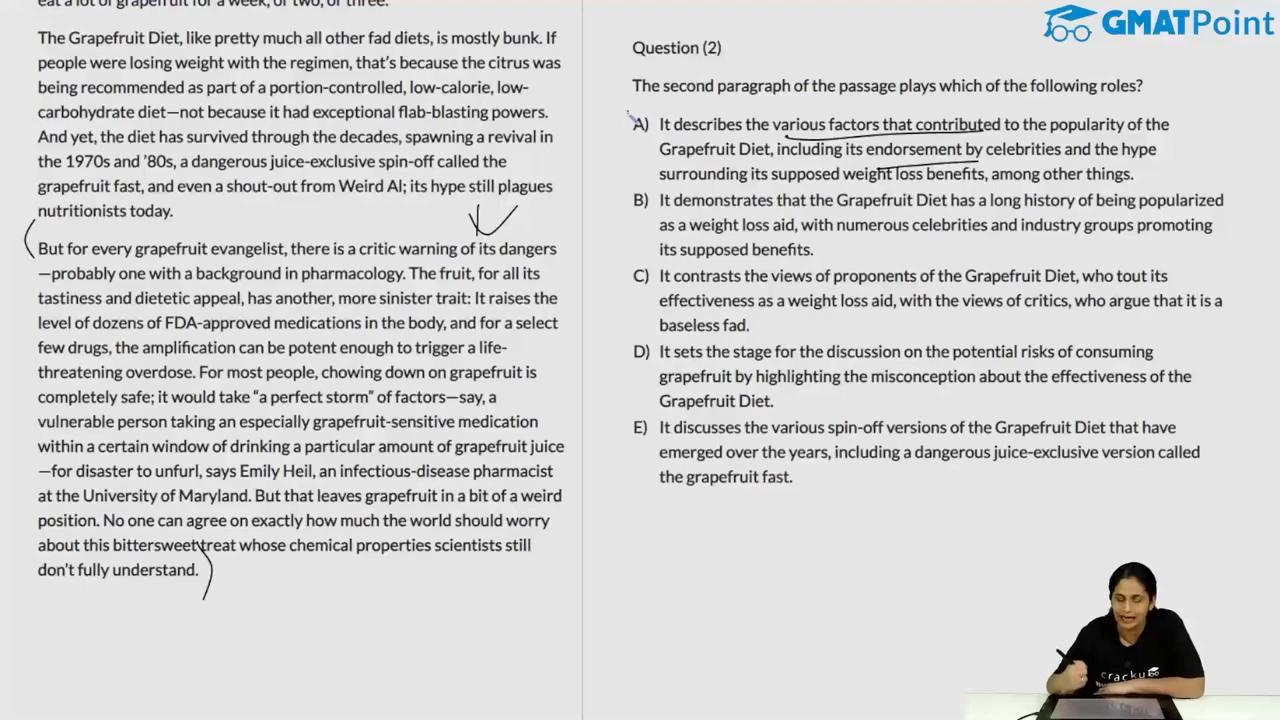 eat a lot of grapefruit for a week, or two, or three.
The Grapefruit Diet, like pretty much all other fad diets, is mostly bunk. If
people were losing weight with the regimen, that's because the citrus was
being recommended as part of a portion-controlled, low-calorie, low-
carbohydrate diet—not because it had exceptional flab-blasting powers.
And yet, the diet has survived through the decades, spawning a revival in
the 1970s and '80s, a dangerous juice-exclusive spin-off called the
grapefruit fast, and even a shout-out from Weird Al; its hype still plagues
nutritionists today.
But for every grapefruit evangelist, there is a critic warning of its dangers
—probably one with a background in pharmacology. The fruit, for all its
tastiness and dietetic appeal, has another, more sinister trait: It raises the
level of dozens of FDA-approved medications in the body, and for a select
few drugs, the amplification can be potent enough to trigger a life-
threatening overdose. For most people, chowing down on grapefruit is
completely safe; it would take “a perfect storm” of factors—say, a
vulnerable person taking an especially grapefruit-sensitive medication
within a certain window of drinking a particular amount of grapefruit juice
—for disaster to unfurl, says Emily Heil, an infectious-disease pharmacist
at the University of Maryland. But that leaves grapefruit in a bit of a weird
position. No one can agree on exactly how much the world should worry
about this bittersweet treat whose chemical properties scientists still
don't fully understand.
GMATPoint
Question (2)
The second paragraph of the passage plays which of the following roles?
A) It describes the various factors that contributed to the popularity of the
Grapefruit Diet, including its endorsement by celebrities and the hype
surrounding its supposed weight loss benefits, among other things.
B) It demonstrates that the Grapefruit Diet has a long history of being popularized
as a weight loss aid, with numerous celebrities and industry groups promoting
its supposed benefits.
C) It contrasts the views of proponents of the Grapefruit Diet, who tout its
effectiveness as a weight loss aid, with the views of critics, who argue that it is a
baseless fad.
D) It sets the stage for the discussion on the potential risks of consuming
grapefruit by highlighting the misconception about the effectiveness of the
Grapefruit Diet.
E) It discusses the various spin-off versions of the Grapefruit Diet that have
emerged over the years, including a dangerous juice-exclusive version called
the grapefruit fast.
cracku